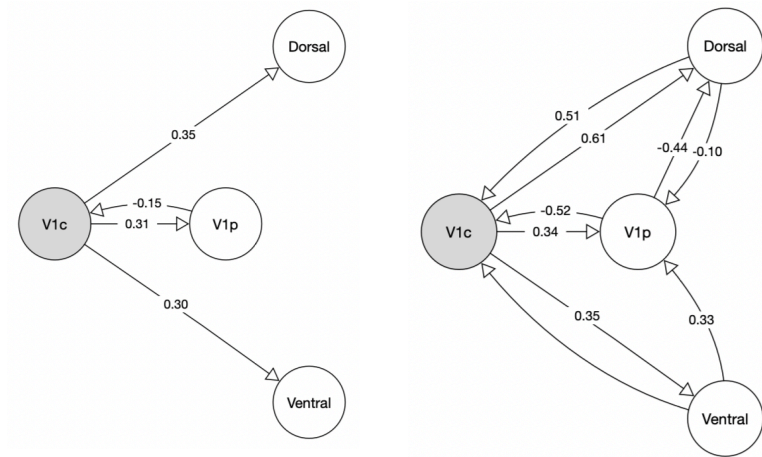 Dorsal
0.35
-0.15
V1c
0.31
V1p
0.30
Ventral
Dorsal
0.51
0.61
-0.44
-0.10
-0.52
V1c
0.34
V1p
0.35
0.33
Ventral